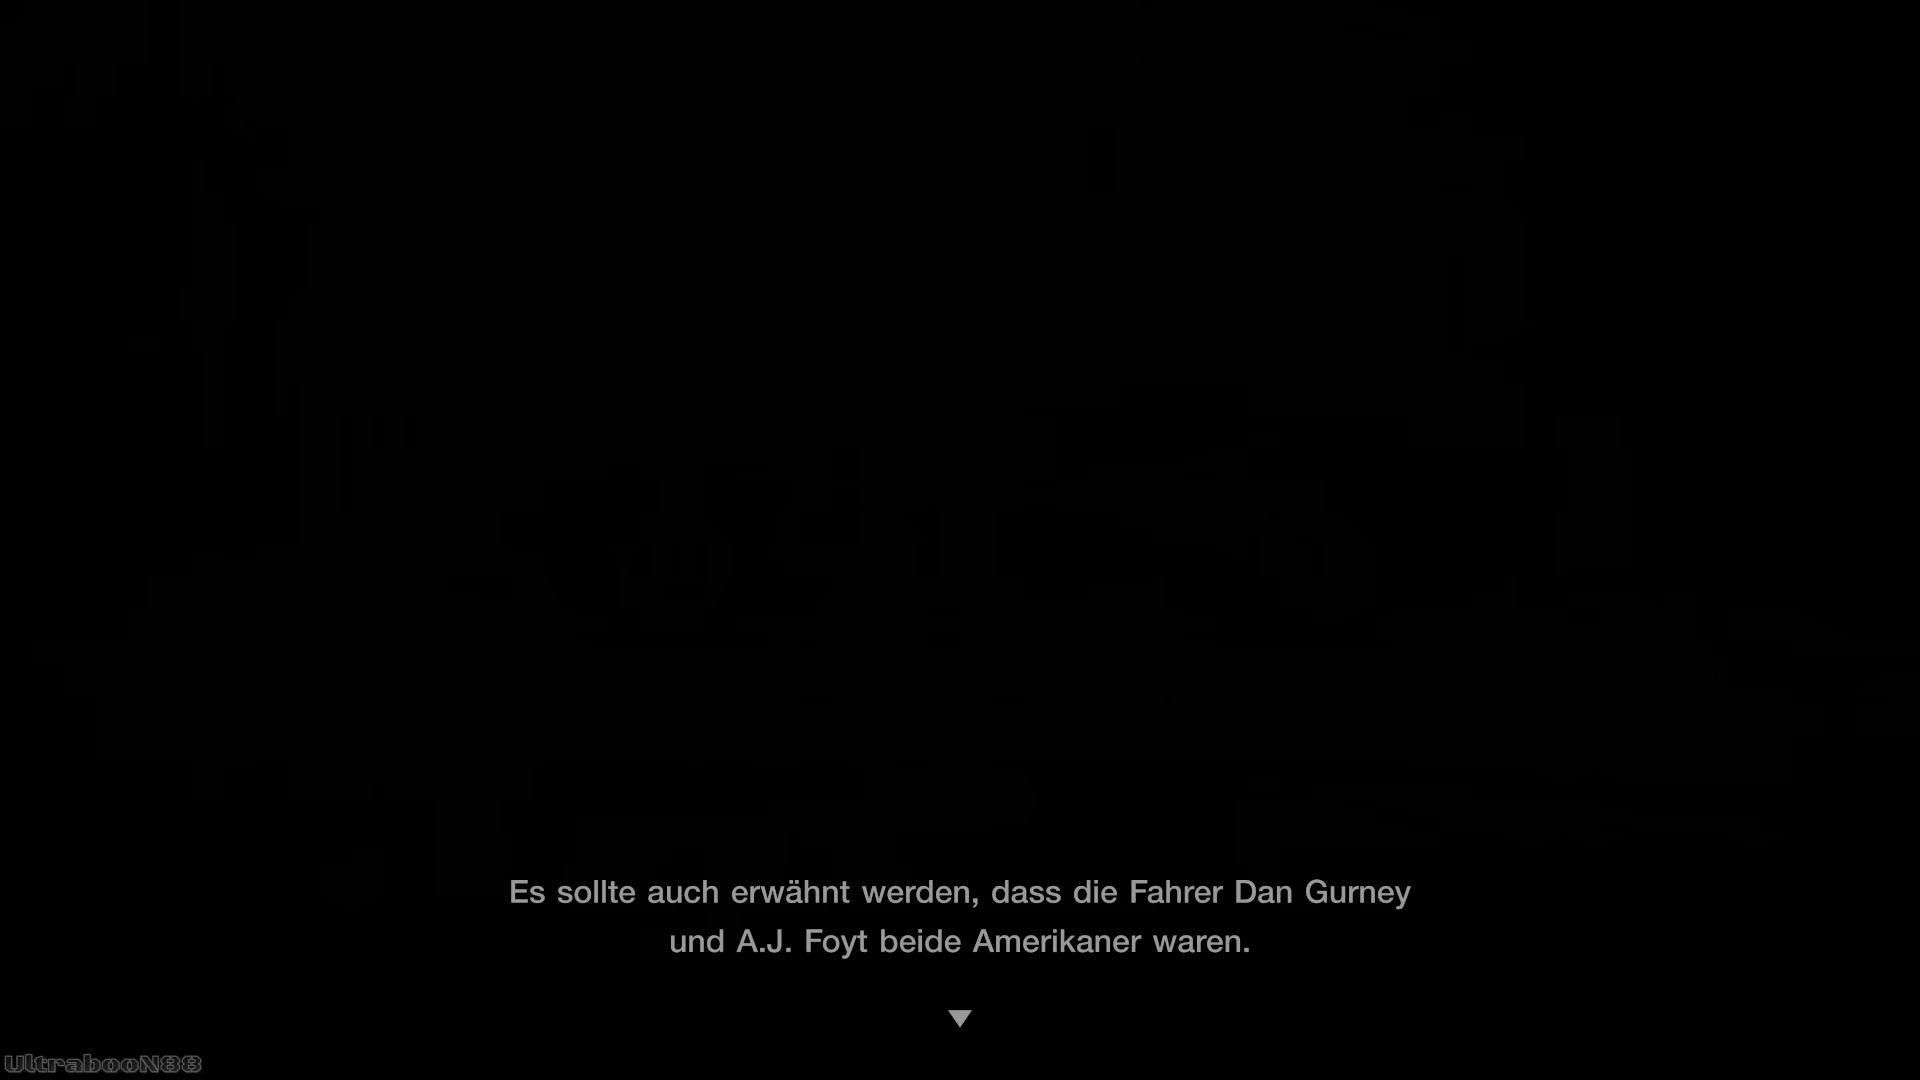 Es sollte auch erwähnt werden, dass die Fahrer Dan Gurney
und A.J. Foyt beide Amerikaner waren.
UltrabooN88